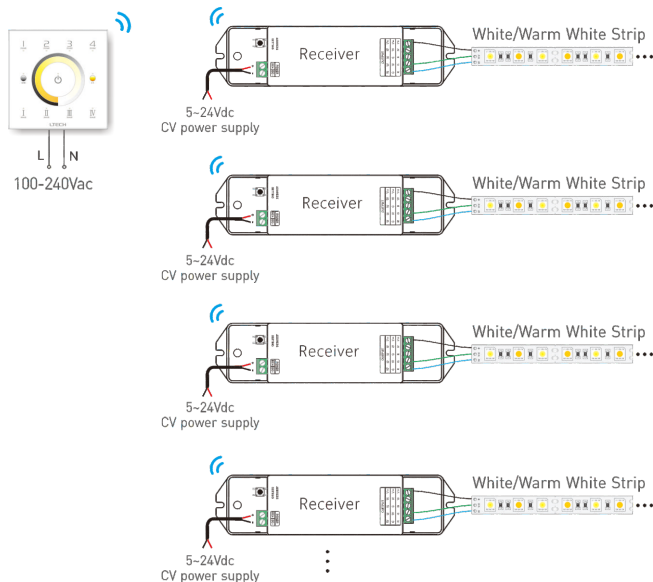 1 2 3 4
I II III IV
LTECH
L N
100-240Vac
Receiver
White/Warm White Strip
5~24Vdc
CV power supply
Receiver
White/Warm White Strip
5~24Vdc
CV power supply
Receiver
White/Warm White Strip
5~24Vdc
CV power supply
Receiver
White/Warm White Strip
5~24Vdc
CV power supply